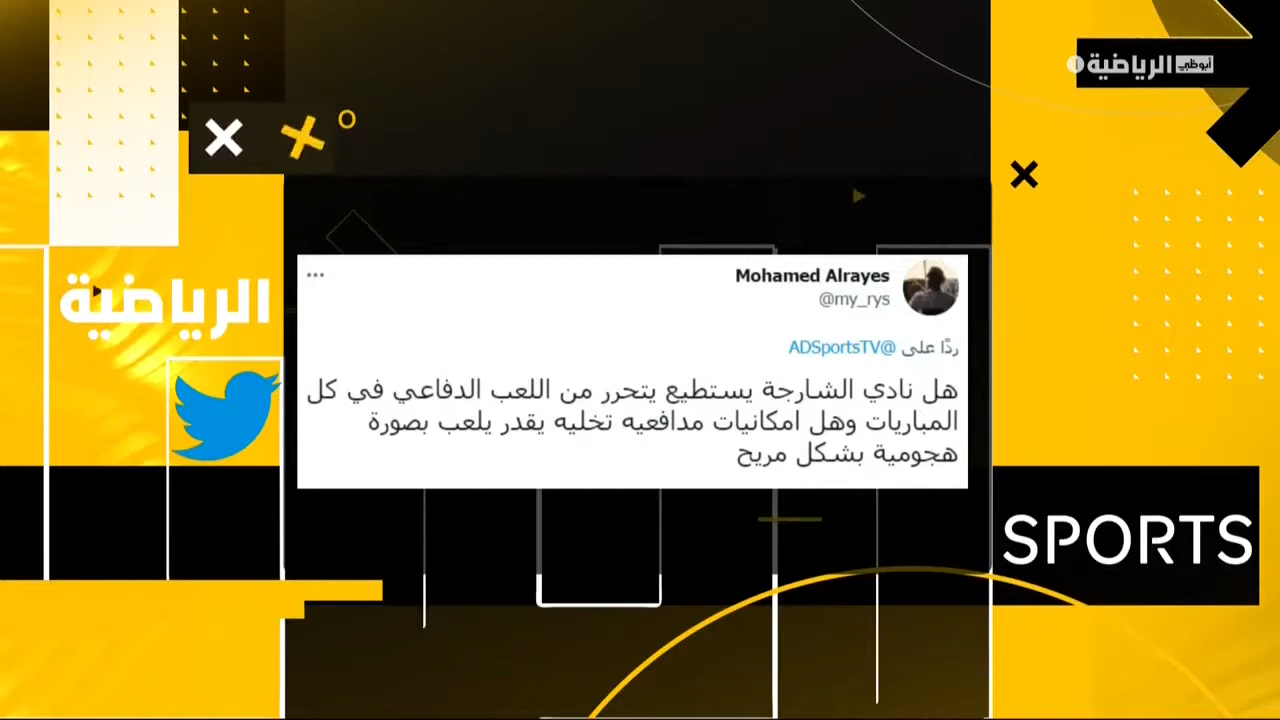 أبوظبي الرياضية 1
الرياضية
Mohamed Alrayes
@my_rys
ردًا على @ADSportsTV
هل نادي الشارجة يستطيع يتحرر من اللعب الدفاعي في كل
المباريات وهل امكانيات مدافعيه تخليه يقدر يلعب بصورة
هجومية بشكل مريح
SPORTS